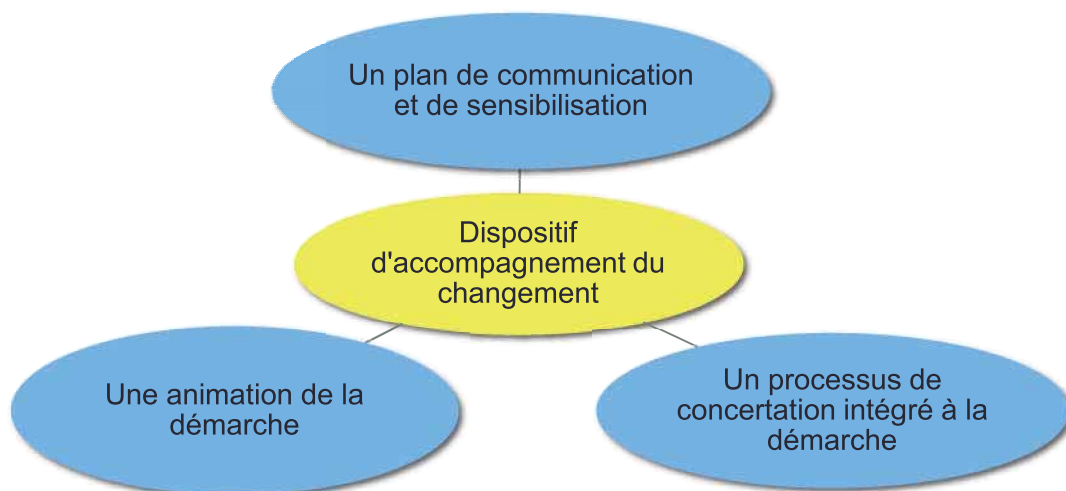 Un plan de communication
et de sensibilisation
Dispositif
d'accompagnement du
changement
Une animation de la
démarche
Un processus de
concertation intégré à la
démarche